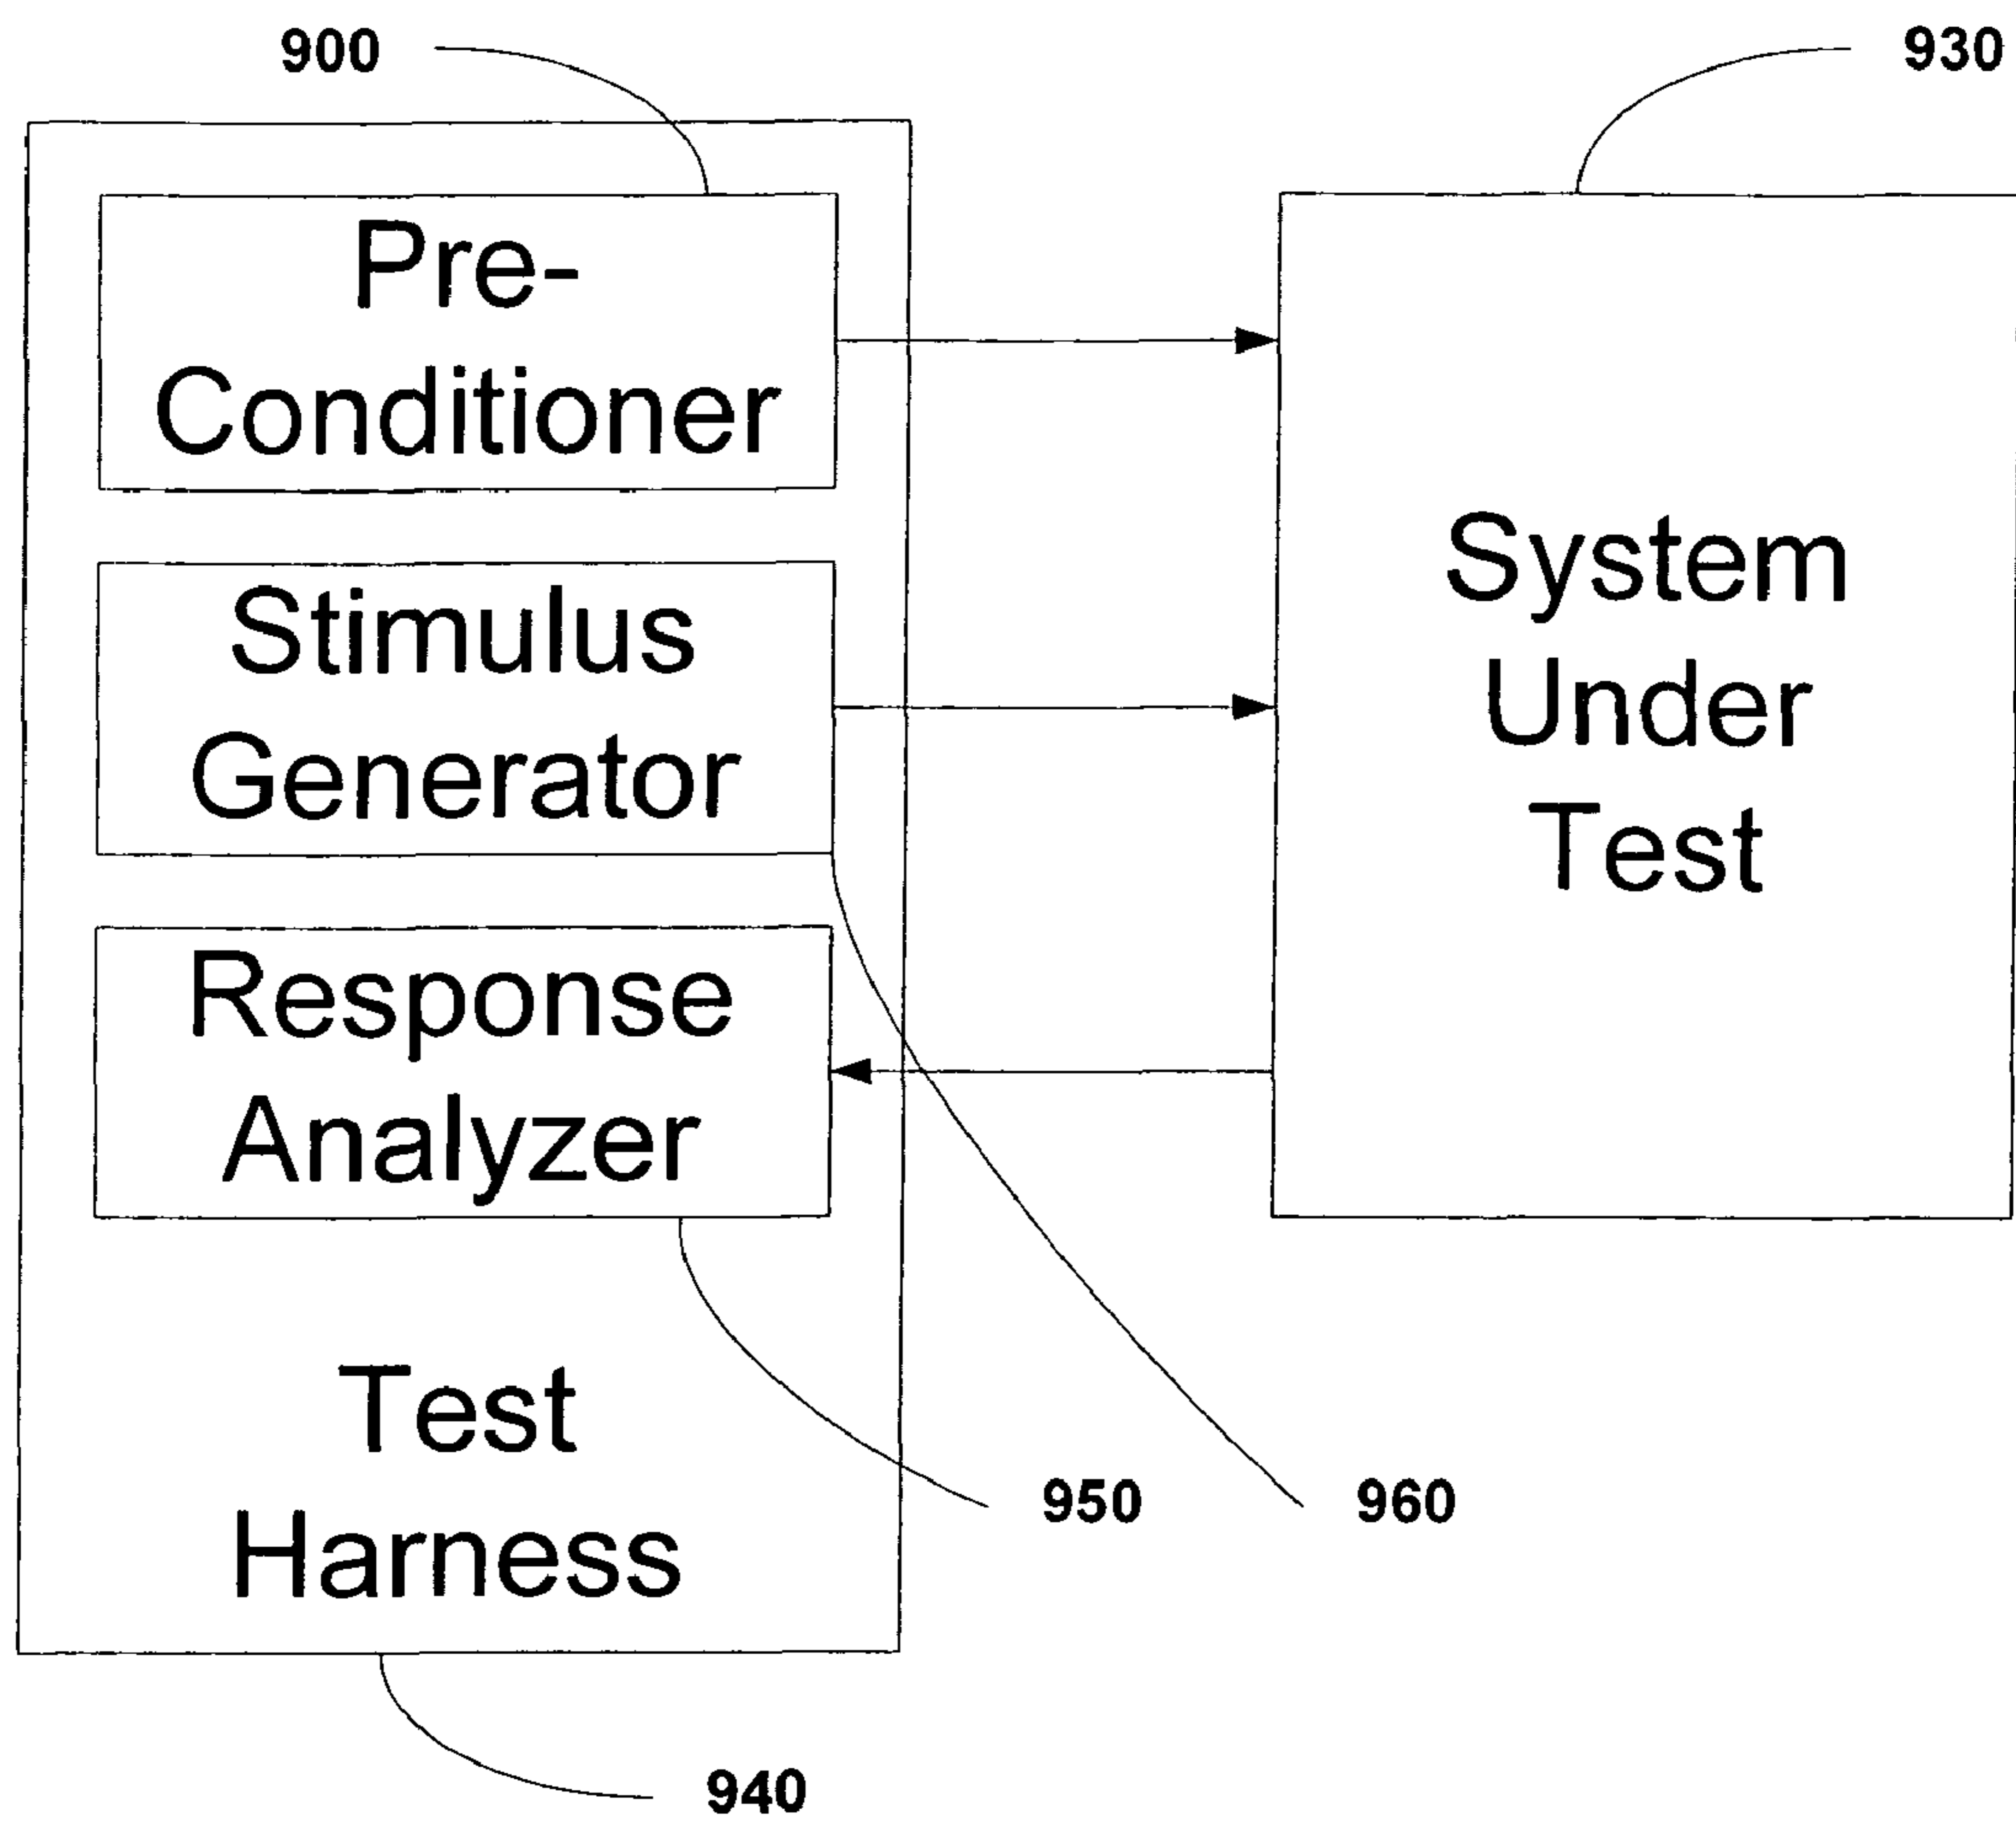 900
930
Pre-
Conditioner
Stimulus
Generator
Response
Analyzer
Test
Harness
System
Under
Test
950
960
940